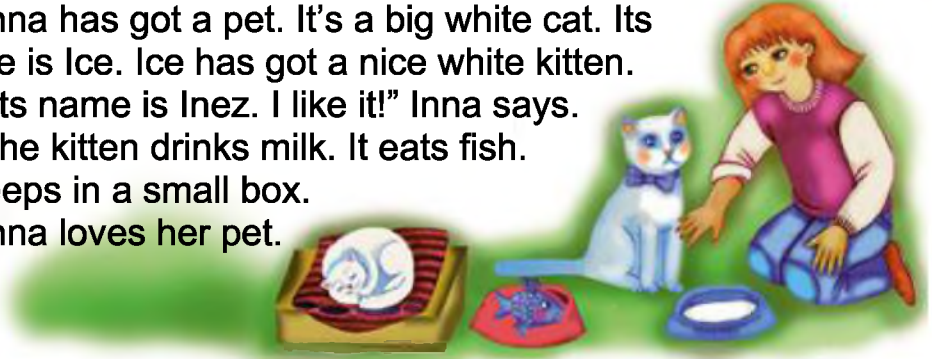 nna has got a pet. It’s a big white cat. Its
e is Ice. Ice has got a nice white kitten.
ts name is Inez. I like it!” Inna says.
he kitten drinks milk. It eats fish.
eeps in a small box.
nna loves her pet.